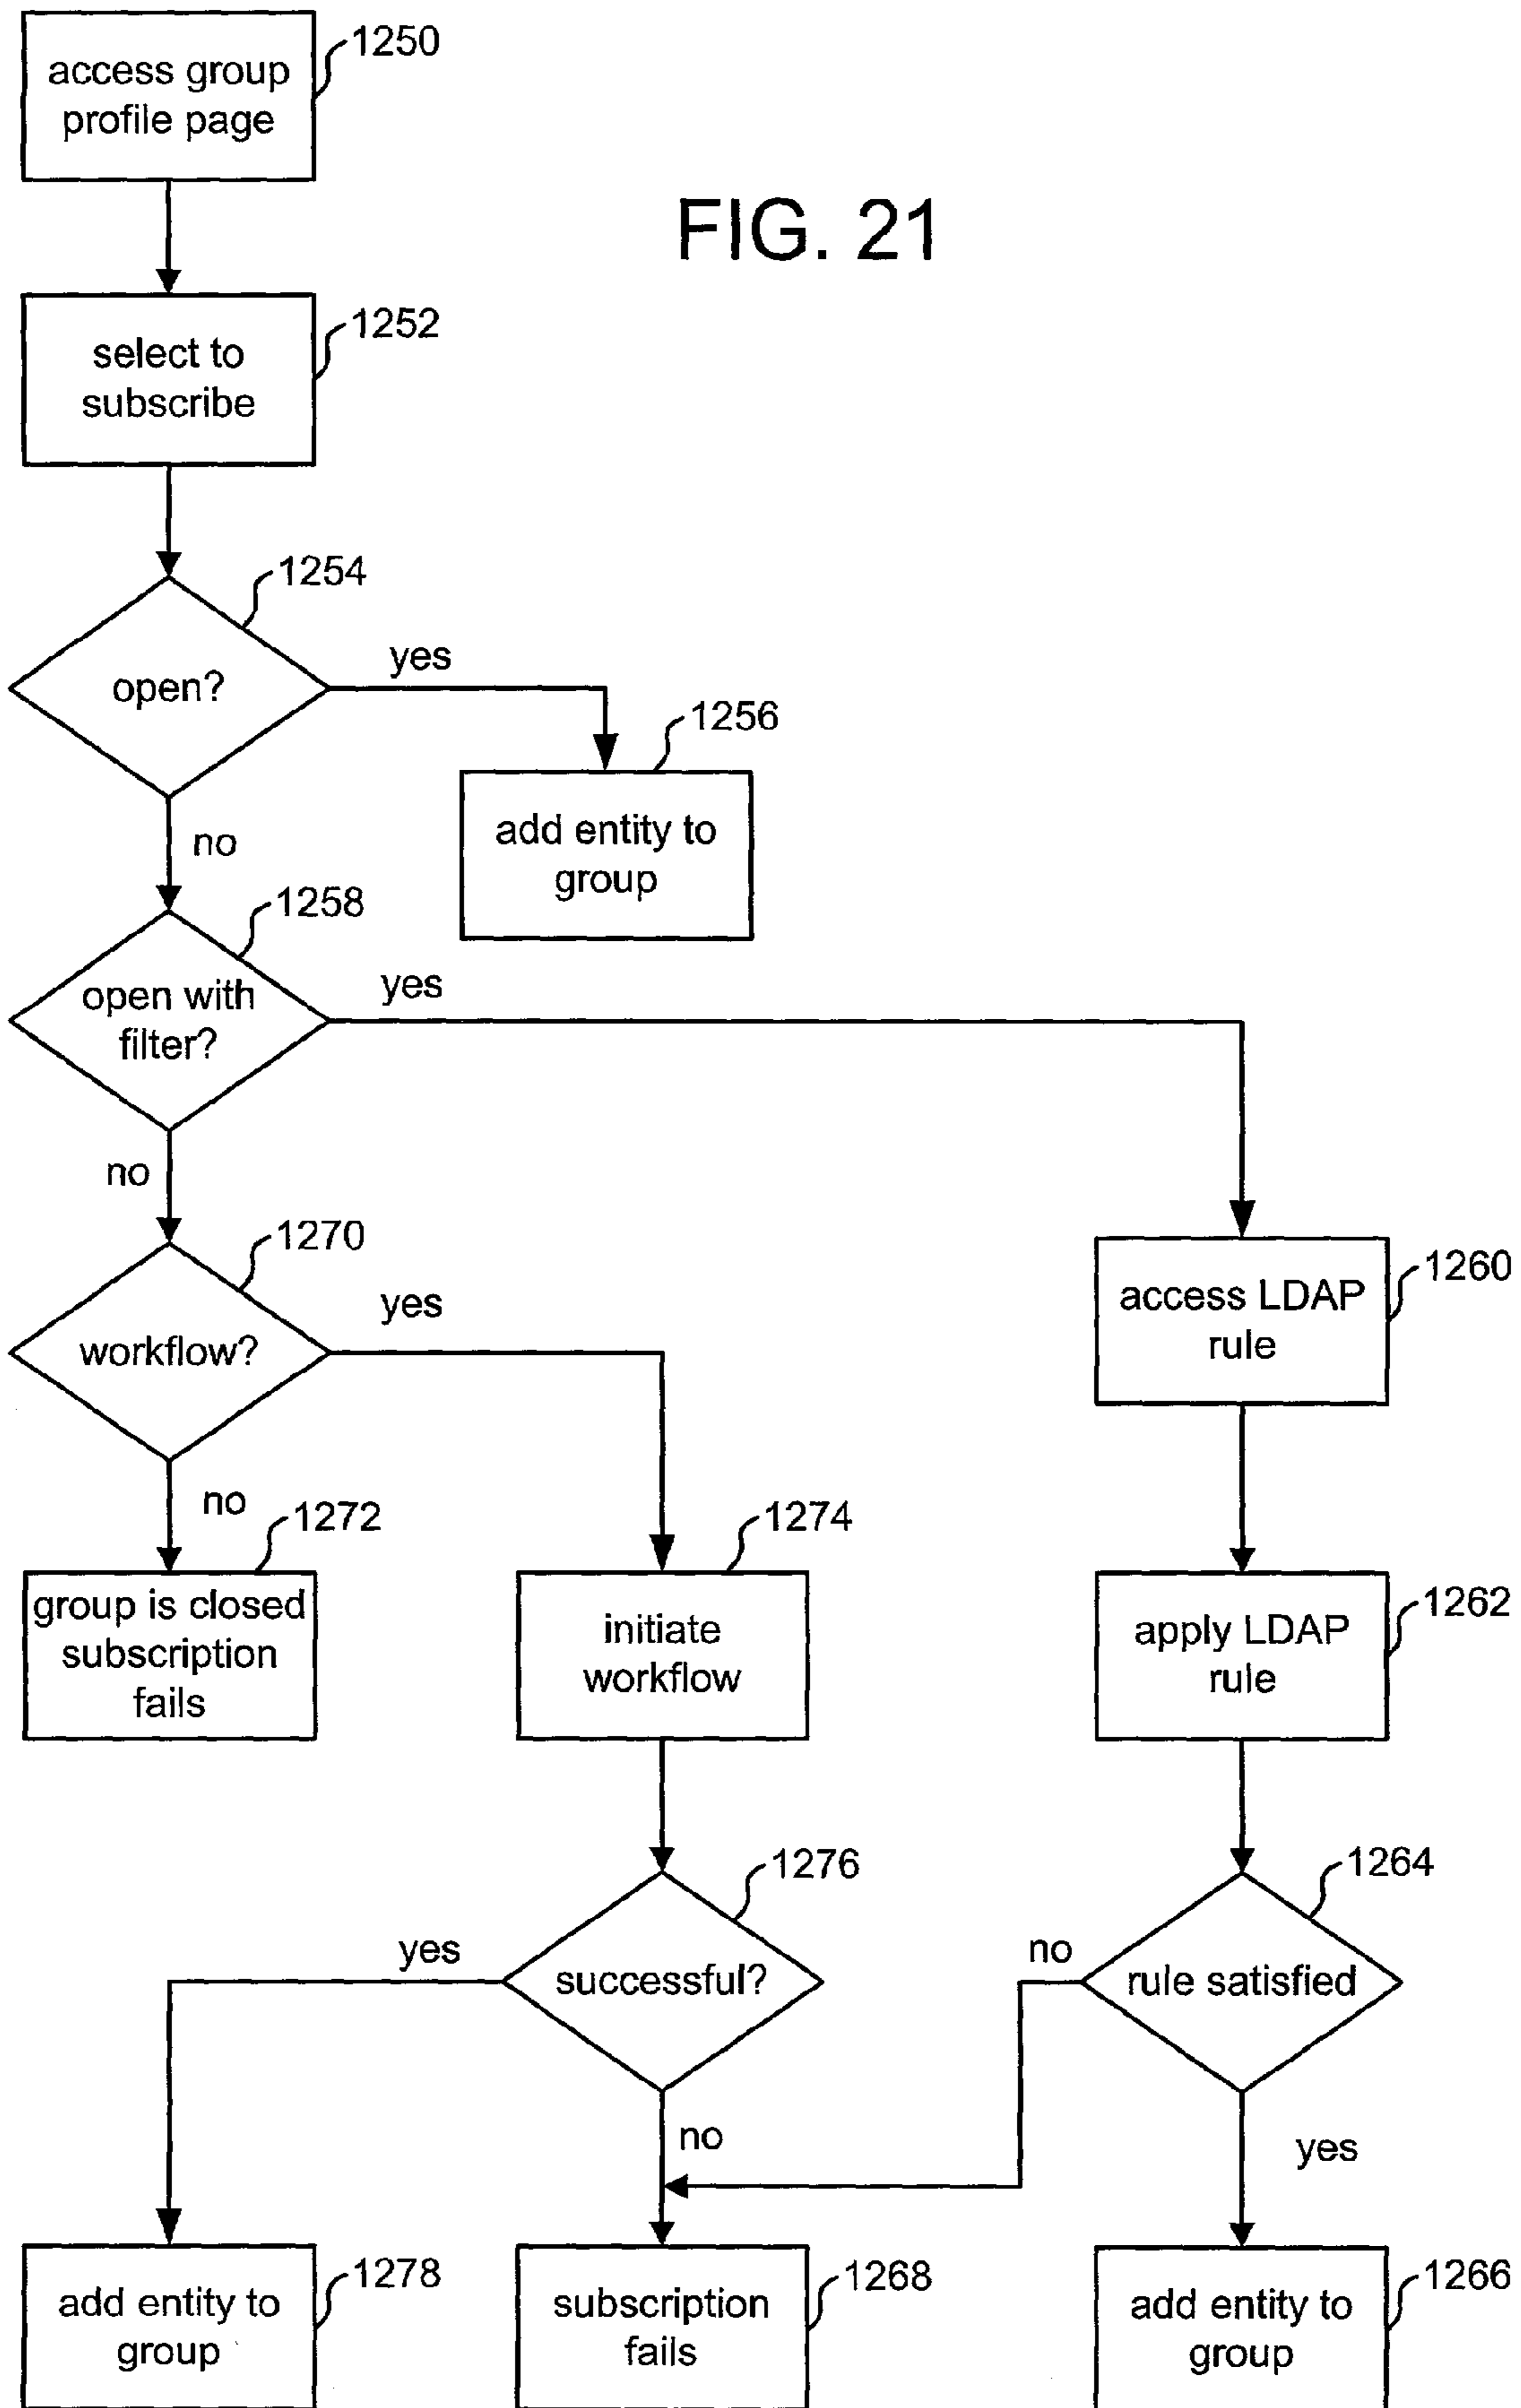 1250
access group
profile page
FIG. 21
1252
select to
subscribe
1254
open?
yes
1256
add entity to
group
no
1258
open with
filter?
yes
no
1270
workflow?
yes
1260
access LDAP
rule
no
1272
group is closed
subscription
fails
1274
initiate
workflow
1262
apply LDAP
rule
1276
successful?
yes
no
1264
rule satisfied
no
yes
1278
add entity to
group
1268
subscription
fails
1266
add entity to
group